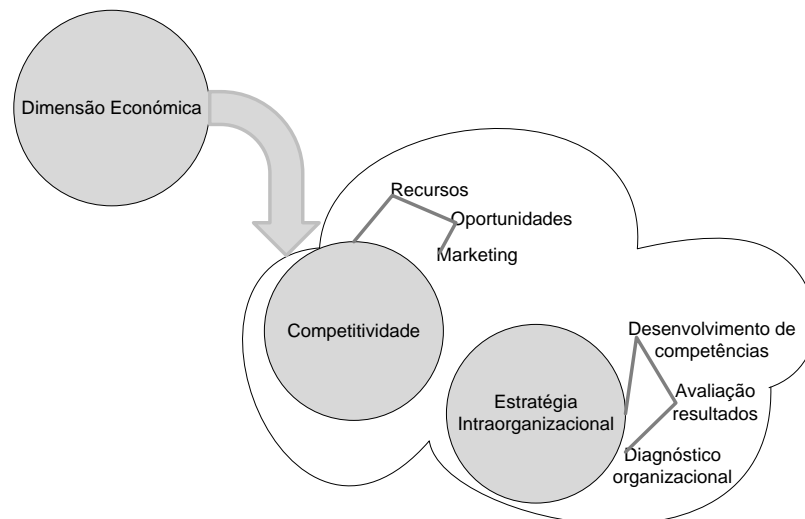 Dimensão Económica
Recursos
Oportunidades
Marketing
Competitividade
Desenvolvimento de
competências
Estratégia
Intraorganizacional
Avaliação
resultados
Diagnóstico
organizacional